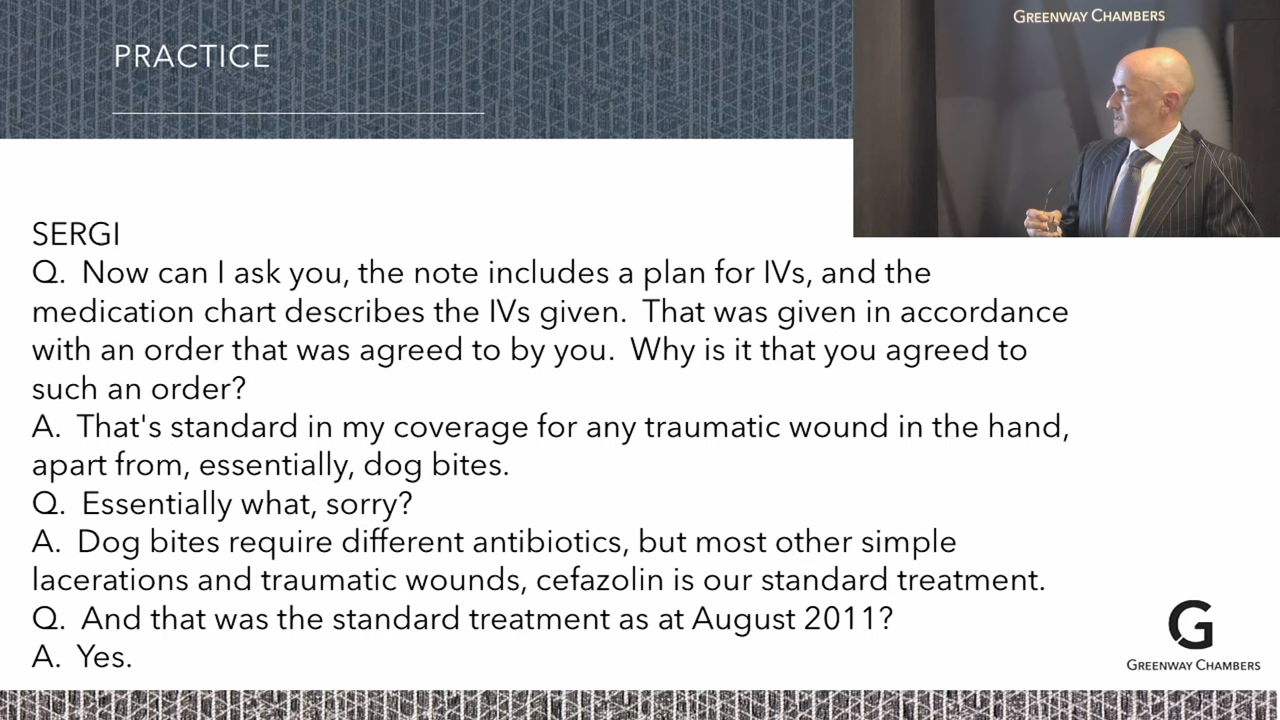 PRACTICE
GREENWAY CHAMBERS
SERGI
Q.  Now can I ask you, the note includes a plan for IVs, and the
medication chart describes the IVs given.  That was given in accordance
with an order that was agreed to by you.  Why is it that you agreed to
such an order?
A.  That's standard in my coverage for any traumatic wound in the hand,
apart from, essentially, dog bites.
Q.  Essentially what, sorry?
A.  Dog bites require different antibiotics, but most other simple
lacerations and traumatic wounds, cefazolin is our standard treatment.
Q.  And that was the standard treatment as at August 2011?
A.  Yes.
G
GREENWAY CHAMBERS